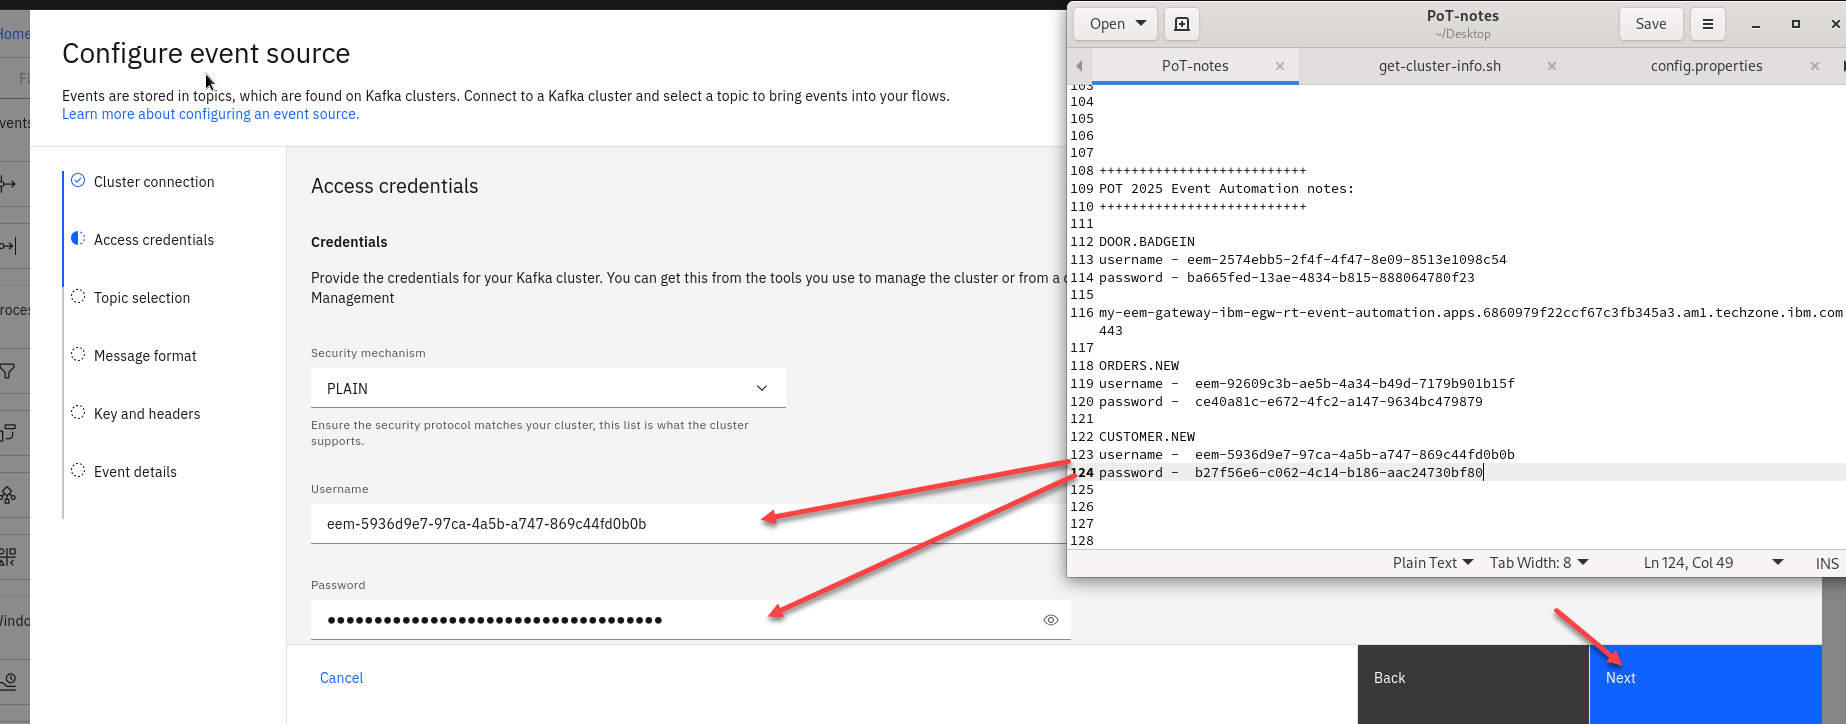 Home
Configure event source
Events are stored in topics, which are found on Kafka clusters. Connect to a Kafka cluster and select a topic to bring events into your flows.
Learn more about configuring an event source.
Cluster connection
Access credentials
Topic selection
Message format
Key and headers
Event details
Access credentials
Credentials
Provide the credentials for your Kafka cluster. You can get this from the tools you use to manage the cluster or from a
Management
Security mechanism
PLAIN
Ensure the security protocol matches your cluster, this list is what the cluster
supports.
Username
eem-5936d9e7-97ca-4a5b-a747-869c44fd0b0b
Password
Cancel
Back
Next
Open
PoT-notes
~/Desktop
Save
PoT-notes
get-cluster-info.sh
config.properties
103
104
105
106
107
108 ++++++++++++++++++++++++++
109 POT 2025 Event Automation notes:
110 ++++++++++++++++++++++++++
111
112 DOOR.BADGEIN
113 username - eem-2574ebb5-2f4f-4f47-8e09-8513e1098c54
114 password - ba665fed-13ae-4834-b815-888064780f23
115
116 my-eem-gateway-ibm-egw-rt-event-automation.apps.6860979f22ccf67c3fb345a3.am1.techzone.ibm.com
443
117
118 ORDERS.NEW
119 username -  eem-92609c3b-ae5b-4a34-b49d-7179b901b15f
120 password -  ce40a81c-e672-4fc2-a147-9634bc479879
121
122 CUSTOMER.NEW
123 username -  eem-5936d9e7-97ca-4a5b-a747-869c44fd0b0b
124 password -  b27f56e6-c062-4c14-b186-aac24730bf80
125
126
127
128
Plain Text
Tab Width: 8
Ln 124, Col 49
INS